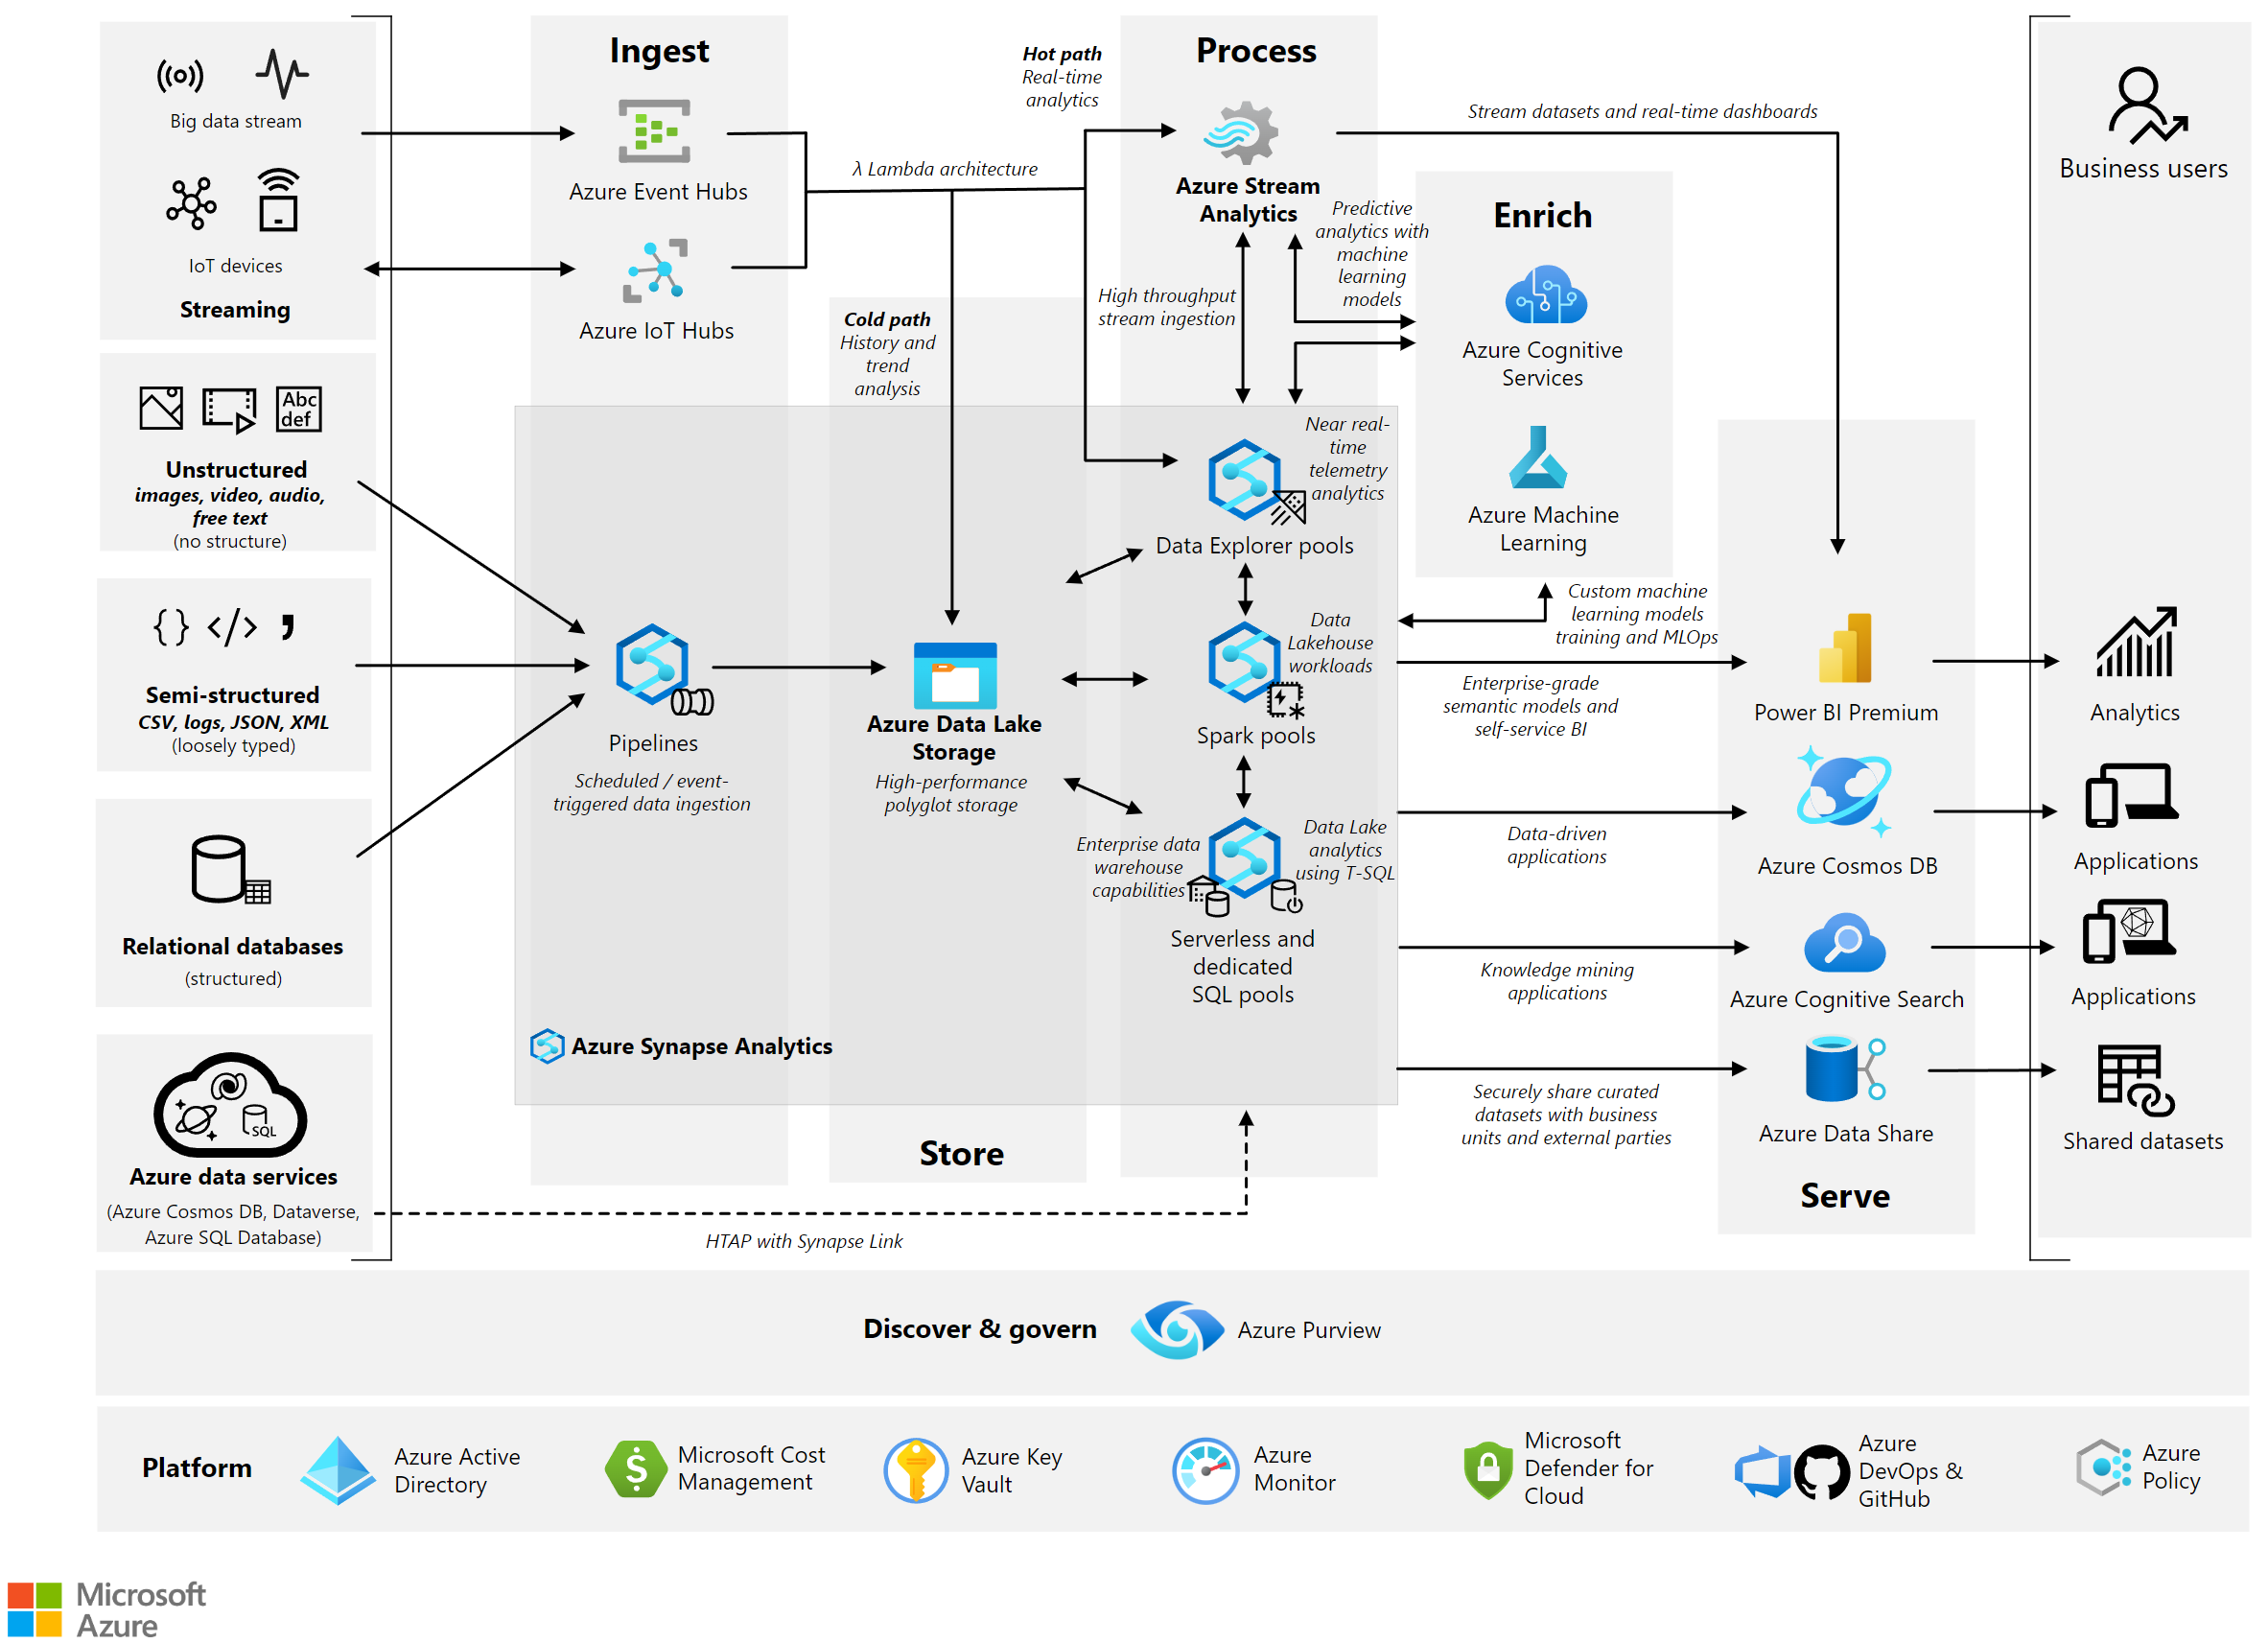 Big data stream
IoT devices
Streaming
Abc
def
Unstructured
images, video, audio,
free text
(no structure)
{ } </> ,
Semi-structured
CSV, logs, JSON, XML
(loosely typed)
Relational databases
(structured)
SQL
Azure data services
(Azure Cosmos DB, Dataverse,
Azure SQL Database)
Ingest
Azure Event Hubs
Azure IoT Hubs
λ Lambda architecture
Hot path
Real-time
analytics
Cold path
History and
trend
analysis
Pipelines
Scheduled / event-
triggered data ingestion
Azure Data Lake
Storage
High-performance
polyglot storage
Azure Synapse Analytics
Store
HTAP with Synapse Link
Process
Azure Stream
Analytics
High throughput
stream ingestion
Predictive
analytics with
machine
learning
models
Near real-
time
telemetry
analytics
Data Explorer pools
Data
Lakehouse
workloads
Spark pools
Enterprise data
warehouse
capabilities
Data Lake
analytics
using T-SQL
Serverless and
dedicated
SQL pools
Stream datasets and real-time dashboards
Enrich
Azure Cognitive
Services
Azure Machine
Learning
Custom machine
learning models
training and MLOps
Enterprise-grade
semantic models and
self-service BI
Data-driven
applications
Knowledge mining
applications
Securely share curated
datasets with business
units and external parties
Power BI Premium
Azure Cosmos DB
Azure Cognitive Search
Azure Data Share
Serve
Business users
Analytics
Applications
Applications
Shared datasets
Discover & govern
Azure Purview
Platform
Azure Active
Directory
$
Microsoft Cost
Management
Azure Key
Vault
Azure
Monitor
Microsoft
Defender for
Cloud
Azure
DevOps &
GitHub
Azure
Policy
Microsoft
Azure